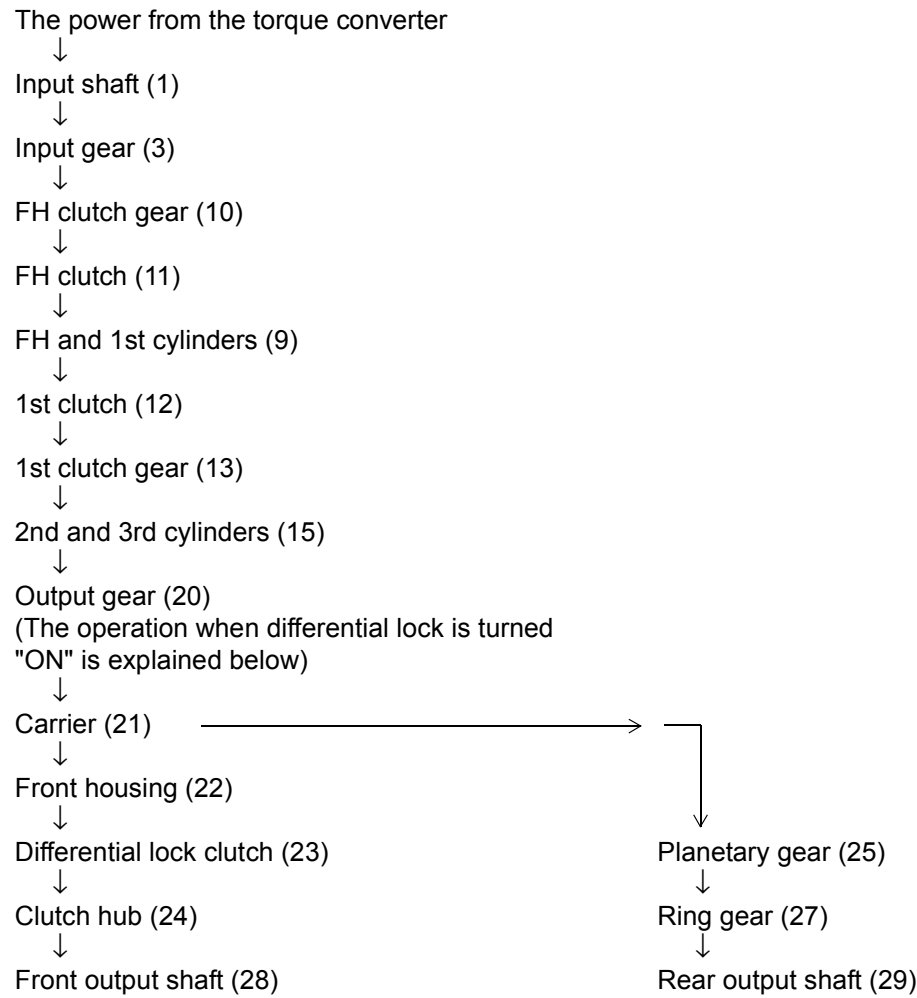 The power from the torque converter
↓
Input shaft (1)
↓
Input gear (3)
↓
FH clutch gear (10)
↓
FH clutch (11)
↓
FH and 1st cylinders (9)
↓
1st clutch (12)
↓
1st clutch gear (13)
↓
2nd and 3rd cylinders (15)
↓
Output gear (20)
(The operation when differential lock is turned
"ON" is explained below)
↓
Carrier (21)
↓
Front housing (22)
↓
Differential lock clutch (23)
↓
Clutch hub (24)
↓
Front output shaft (28)
Planetary gear (25)
↓
Ring gear (27)
↓
Rear output shaft (29)